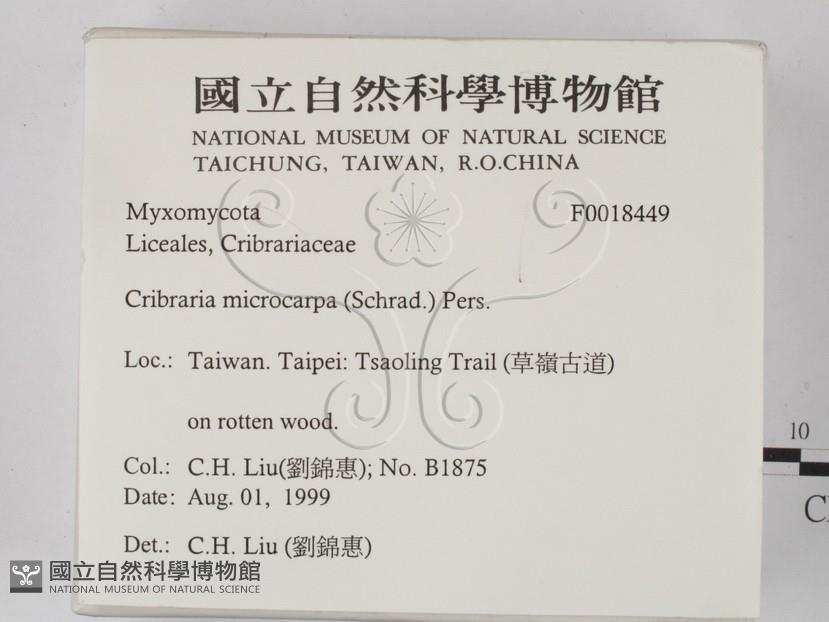 國立自然科學博物館
NATIONAL MUSEUM OF NATURAL SCIENCE
TAICHUNG, TAIWAN, R.O.CHINA
Myxomycota F0018449
Liceales, Cribrariaceae
Cribraria microcarpa (Schrad.) Pers.
Loc.: Taiwan. Taipei: Tsaoling Trail (草嶺古道)
on rotten wood.
Col.: C.H. Liu(劉錦惠); No. B1875
Date: Aug. 01, 1999
Det.: C.H. Liu (劉錦惠)
10
國立自然科學博物館
NATIONAL MUSEUM OF NATURAL SCIENCE